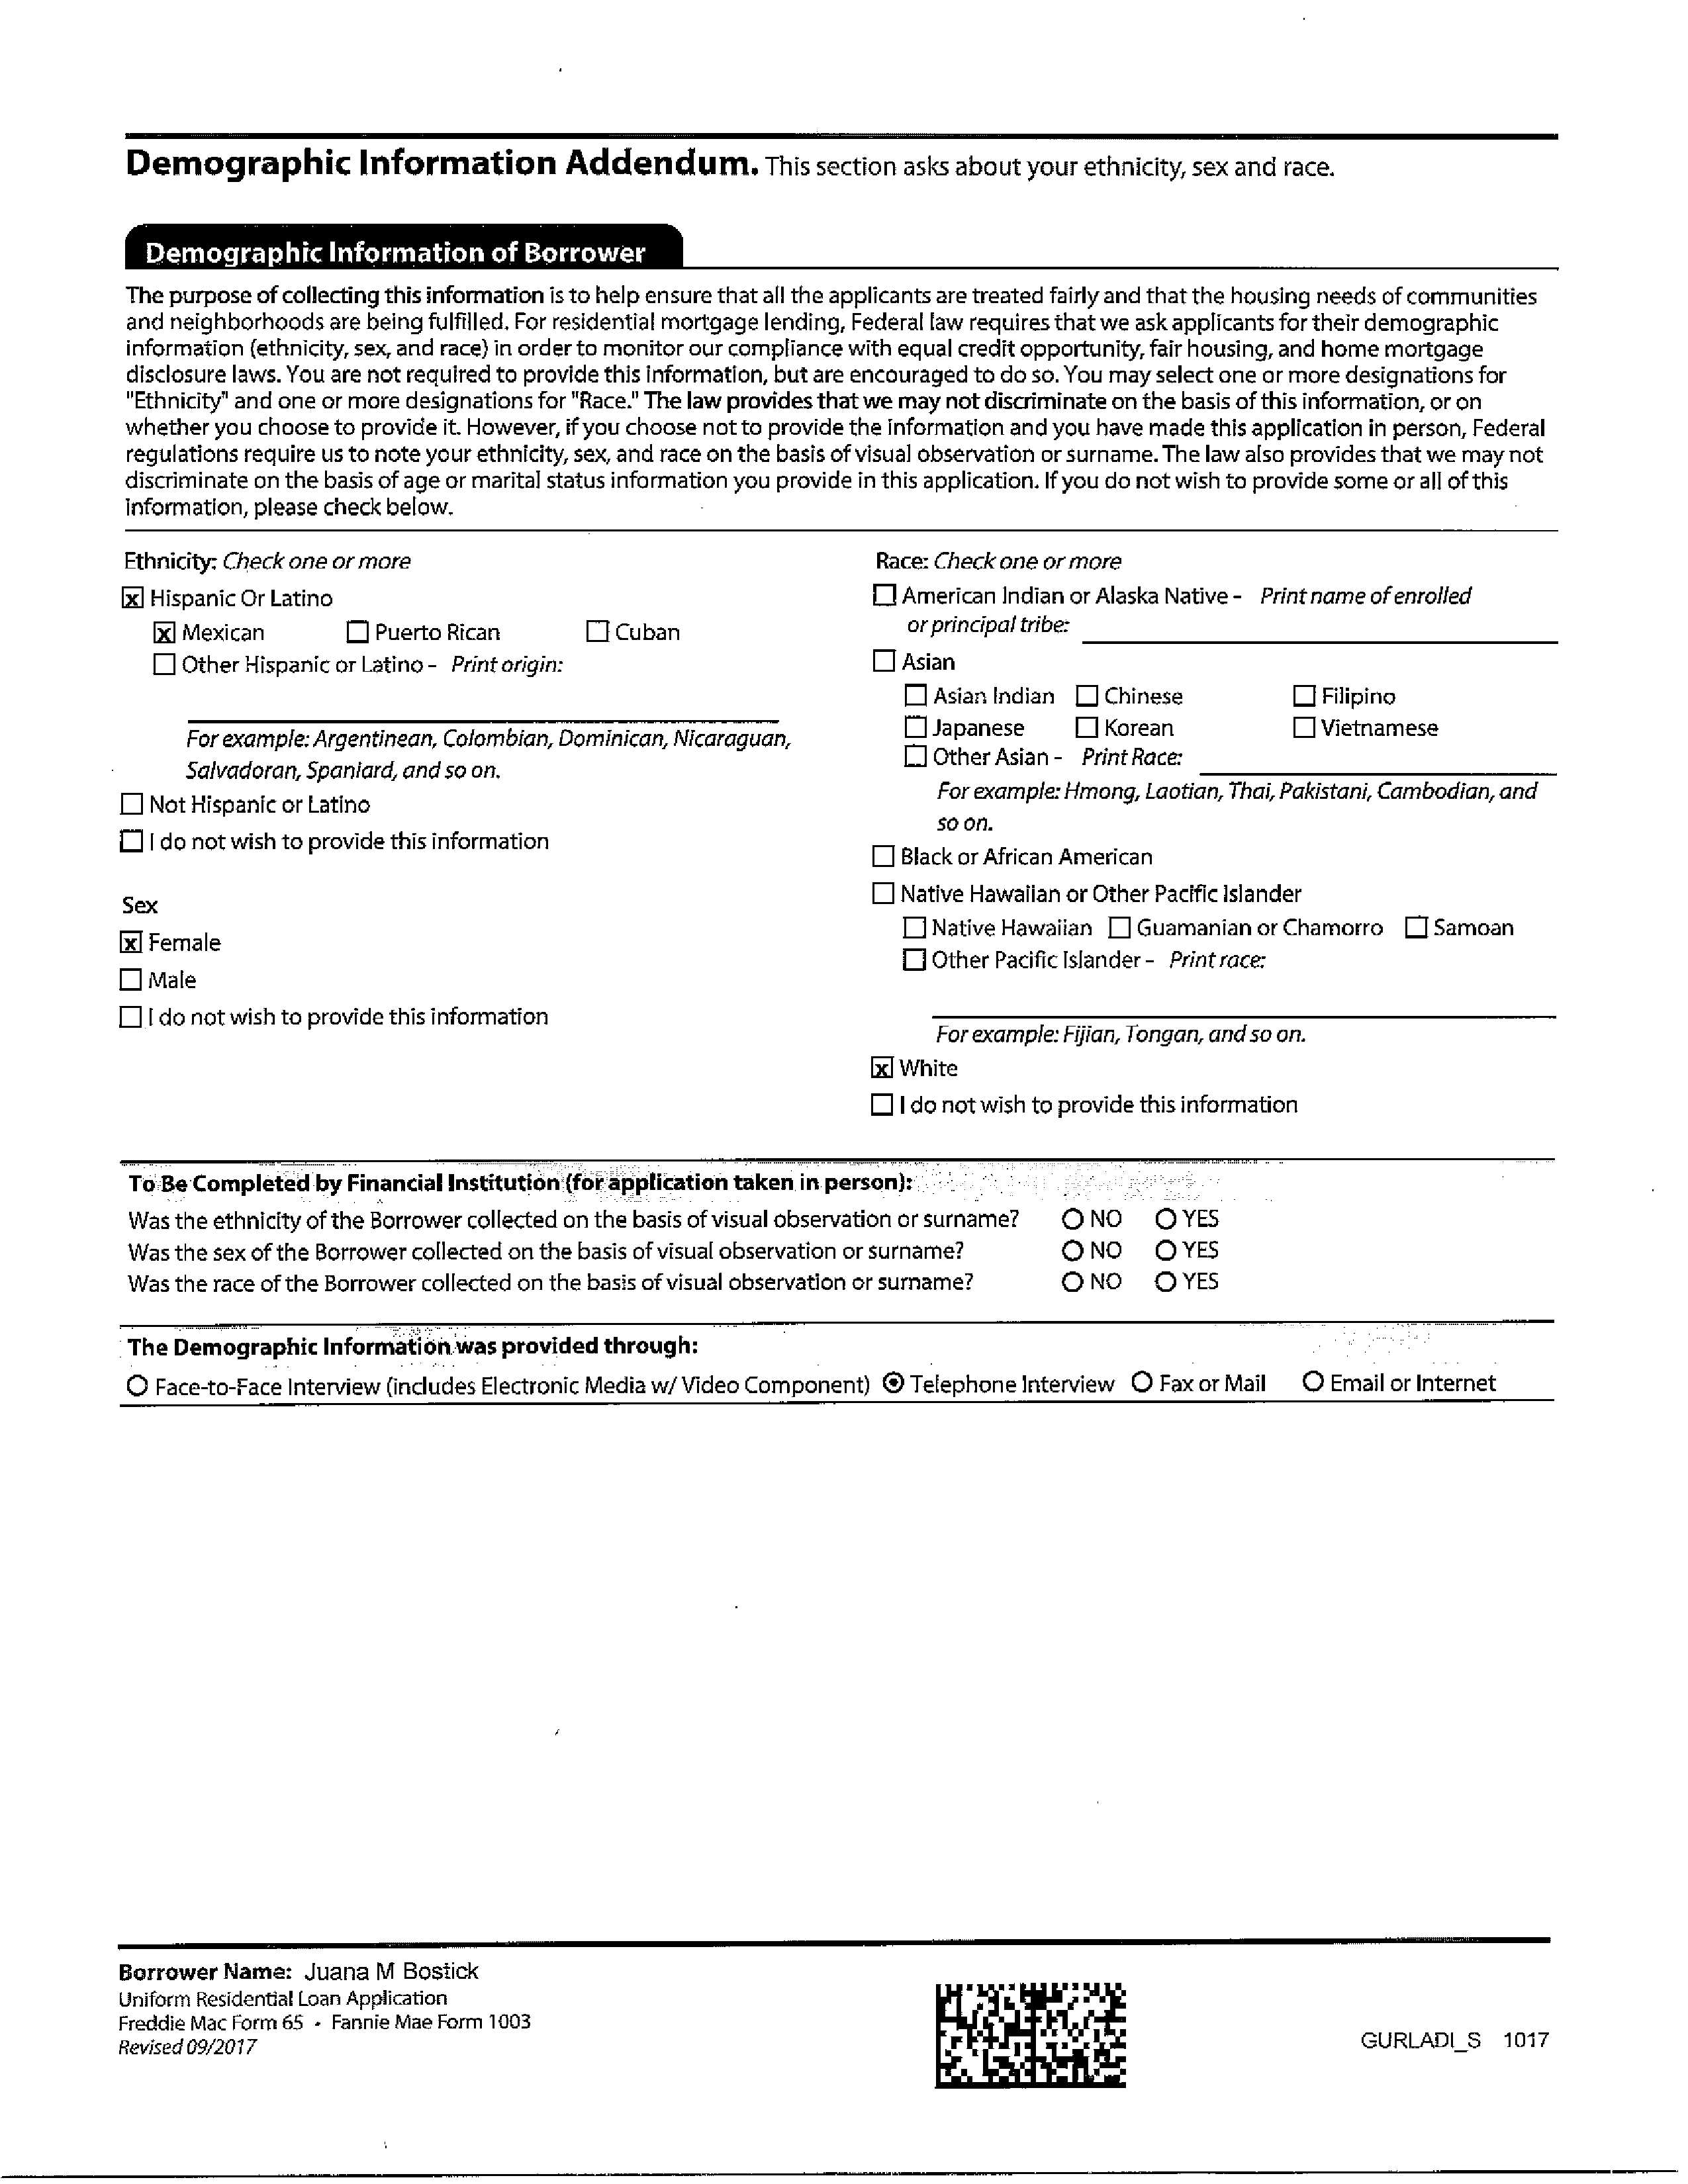 Demographic Information Addendum. This section asks about your ethnicity, sex and race.
Demographic Information of Borrower
The purpose of collecting this information is to help ensure that all the applicants are treated fairly and that the housing needs of communities
and neighborhoods are being fulfilled. For residential mortgage lending, Federal law requires that we ask applicants for their demographic
information (ethnicity, sex, and race) in order to monitor our compliance with equal credit opportunity, fair housing, and home mortgage
disclosure laws. You are not required to provide this information, but are encouraged to do so. You may select one or more designations for
"Ethnicity" and one or more designations for "Race." The law provides that we may not discriminate on the basis of this information, or on
whether you choose to provide it. However, if you choose not to provide the information and you have made this application in person, Federal
regulations require us to note your ethnicity, sex, and race on the basis of visual observation or surname. The law also provides that we may not
discriminate on the basis of age or marital status information you provide in this application. If you do not wish to provide some or all of this
information, please check below.
Ethnicity: Check one or more
☒ Hispanic Or Latino
☒ Mexican ☐ Puerto Rican ☐ Cuban
☐ Other Hispanic or Latino - Print origin:
For example: Argentinean, Colombian, Dominican, Nicaraguan,
Salvadoran, Spaniard, and so on.
☐ Not Hispanic or Latino
☐ I do not wish to provide this information
Sex
☒ Female
☐ Male
☐ I do not wish to provide this information
Race: Check one or more
☐ American Indian or Alaska Native - Print name of enrolled
or principal tribe:
☐ Asian
☐ Asian Indian ☐ Chinese ☐ Filipino
☐ Japanese ☐ Korean ☐ Vietnamese
☐ Other Asian - Print Race:
For example: Hmong, Laotian, Thai, Pakistani, Cambodian, and
so on.
☐ Black or African American
☐ Native Hawaiian or Other Pacific Islander
☐ Native Hawaiian ☐ Guamanian or Chamorro ☐ Samoan
☐ Other Pacific Islander - Print race:
For example: Fijian, Tongan, and so on.
☒ White
☐ I do not wish to provide this information
To Be Completed by Financial Institution (for application taken in person):
Was the ethnicity of the Borrower collected on the basis of visual observation or surname? ○ NO ○ YES
Was the sex of the Borrower collected on the basis of visual observation or surname? ○ NO ○ YES
Was the race of the Borrower collected on the basis of visual observation or surname? ○ NO ○ YES
The Demographic Information was provided through:
○ Face-to-Face Interview (includes Electronic Media w/ Video Component) ◉ Telephone Interview ○ Fax or Mail ○ Email or Internet
Borrower Name: Juana M Bostick
Uniform Residential Loan Application
Freddie Mac Form 65 • Fannie Mae Form 1003
Revised 09/2017
GURLADI_S 1017